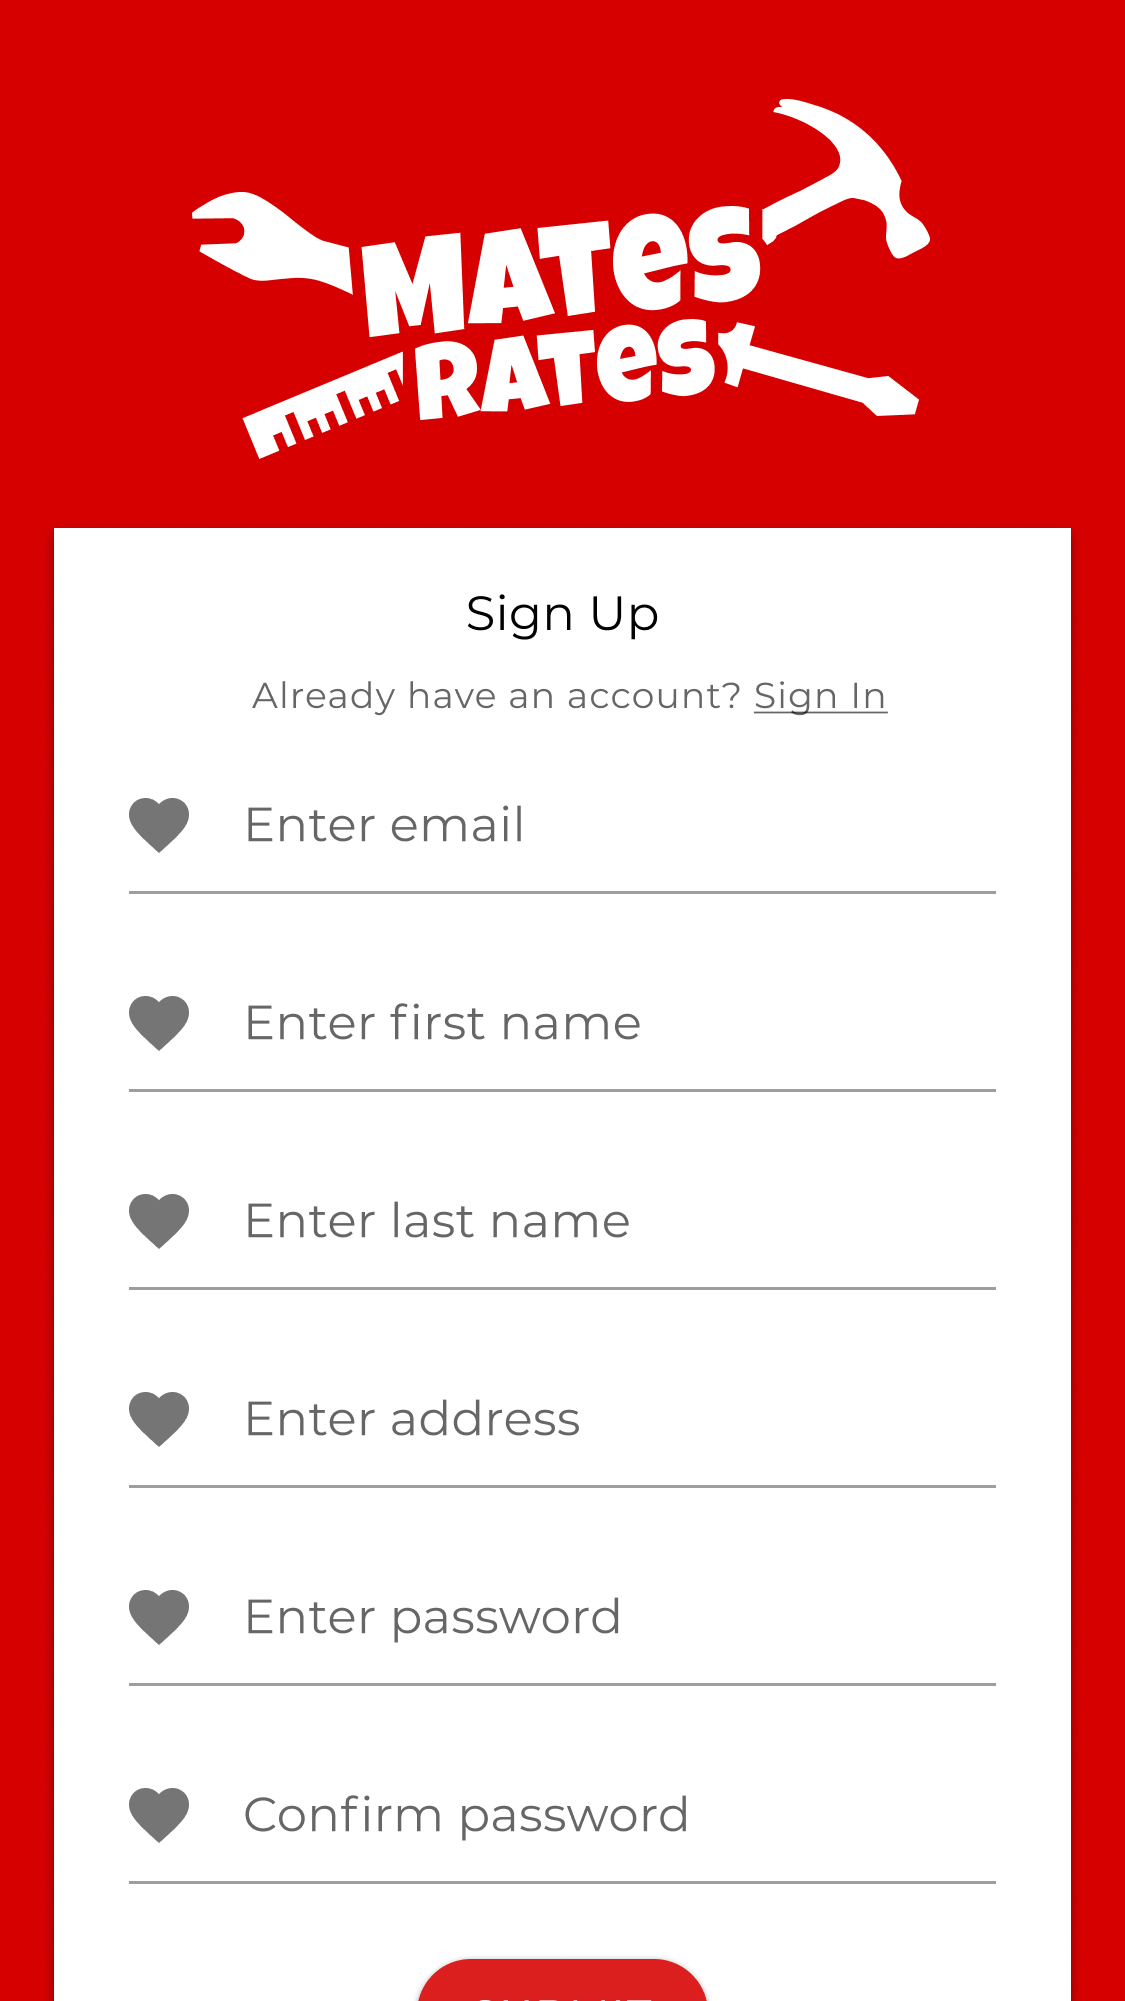 MATES
RATES
Sign Up
Already have an account? Sign In
Enter email
Enter first name
Enter last name
Enter address
Enter password
Confirm password